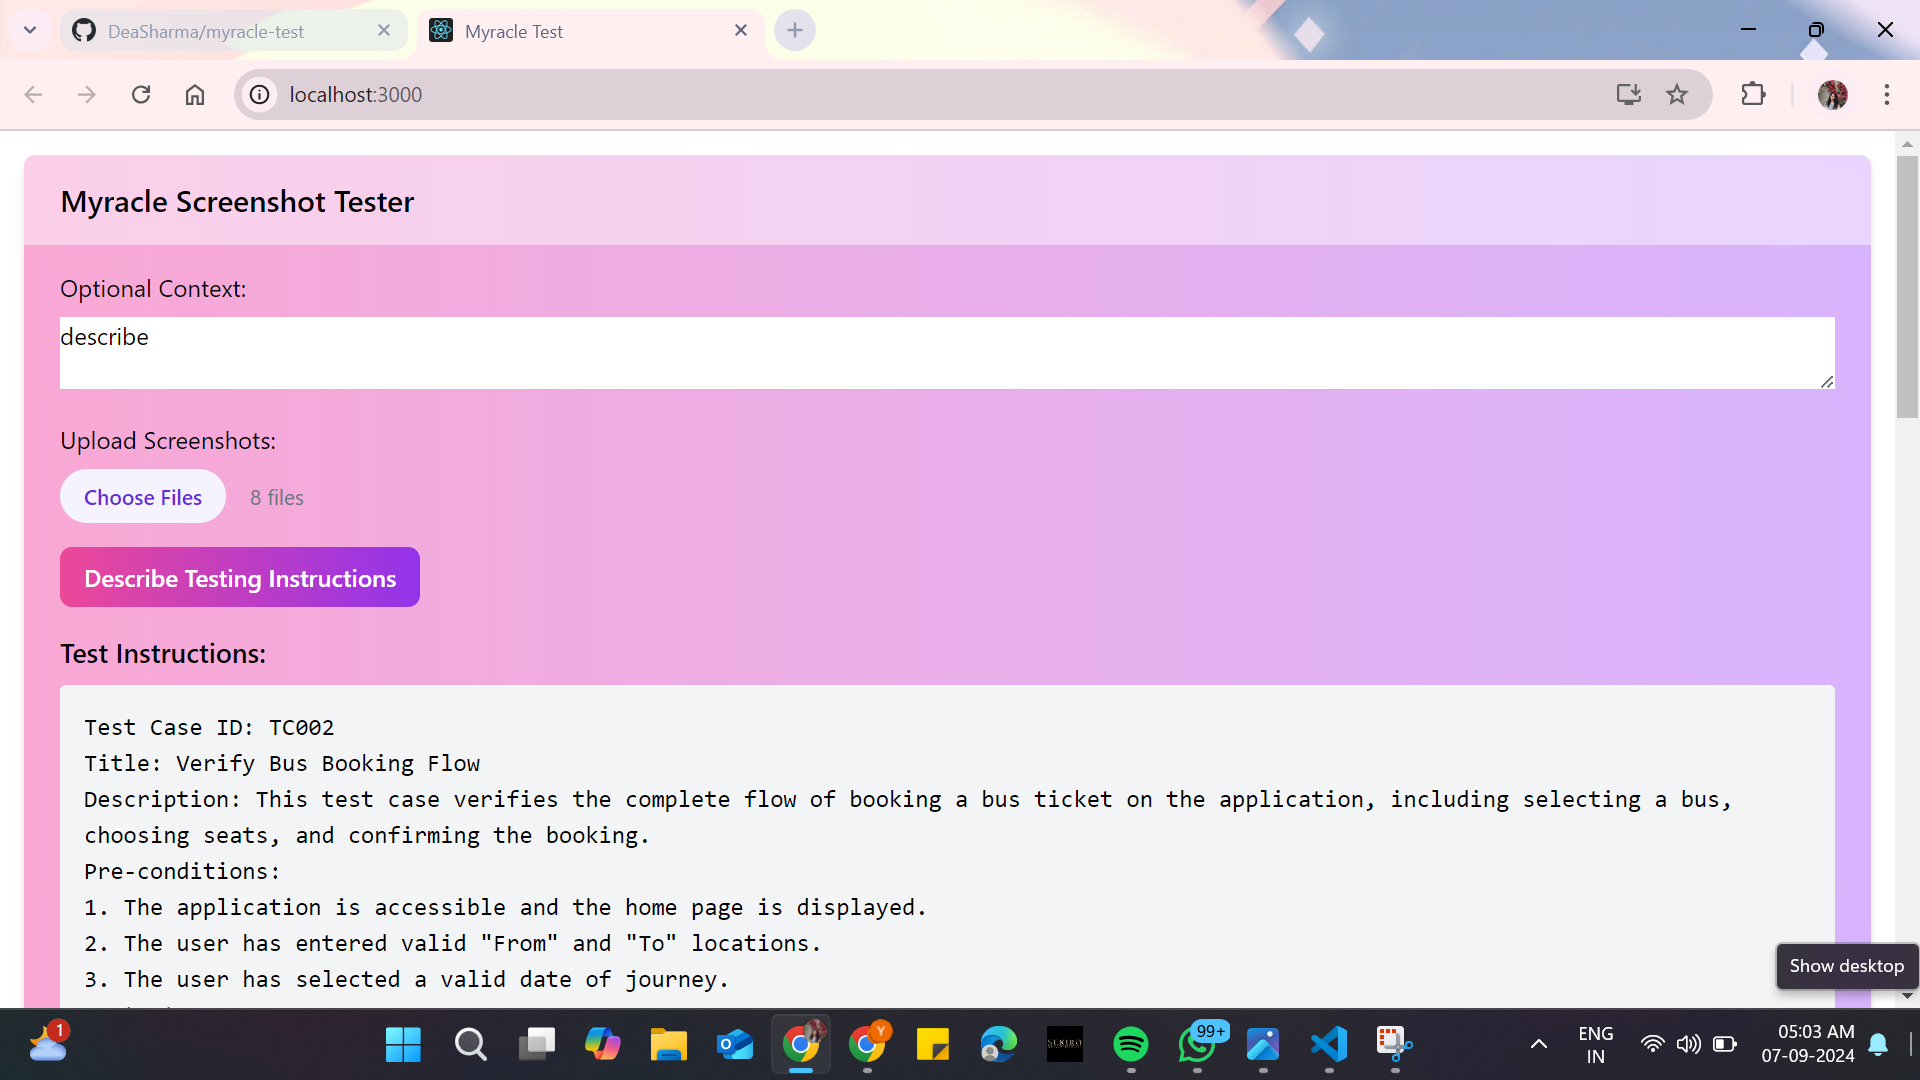 DeaSharma/myracle-test
Myracle Test
localhost:3000
Myracle Screenshot Tester
Optional Context:
describe
Upload Screenshots:
Choose Files 8 files
Describe Testing Instructions
Test Instructions:
Test Case ID: TC002
Title: Verify Bus Booking Flow
Description: This test case verifies the complete flow of booking a bus ticket on the application, including selecting a bus,
choosing seats, and confirming the booking.
Pre-conditions:
1. The application is accessible and the home page is displayed.
2. The user has entered valid "From" and "To" locations.
3. The user has selected a valid date of journey.
Show desktop
1
Y
SEKIRO
99+
ENG
IN
05:03 AM
07-09-2024